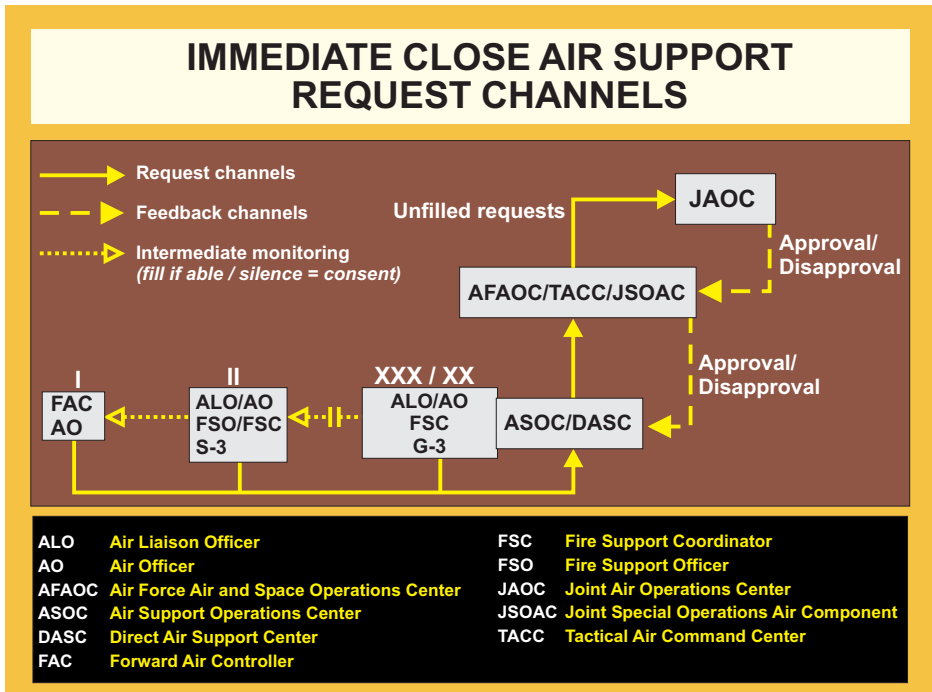 IMMEDIATE CLOSE AIR SUPPORT
REQUEST CHANNELS
Request channels
Feedback channels
Intermediate monitoring
(fill if able / silence = consent)
Unfilled requests
JAOC
Approval/
Disapproval
AFAOC/TACC/JSOAC
Approval/
Disapproval
I
FAC
AO
II
ALO/AO
FSO/FSC
S-3
XXX / XX
ALO/AO
FSC
G-3
ASOC/DASC
ALO Air Liaison Officer
AO Air Officer
AFAOC Air Force Air and Space Operations Center
ASOC Air Support Operations Center
DASC Direct Air Support Center
FAC Forward Air Controller
FSC Fire Support Coordinator
FSO Fire Support Officer
JAOC Joint Air Operations Center
JSOAC Joint Special Operations Air Component
TACC Tactical Air Command Center